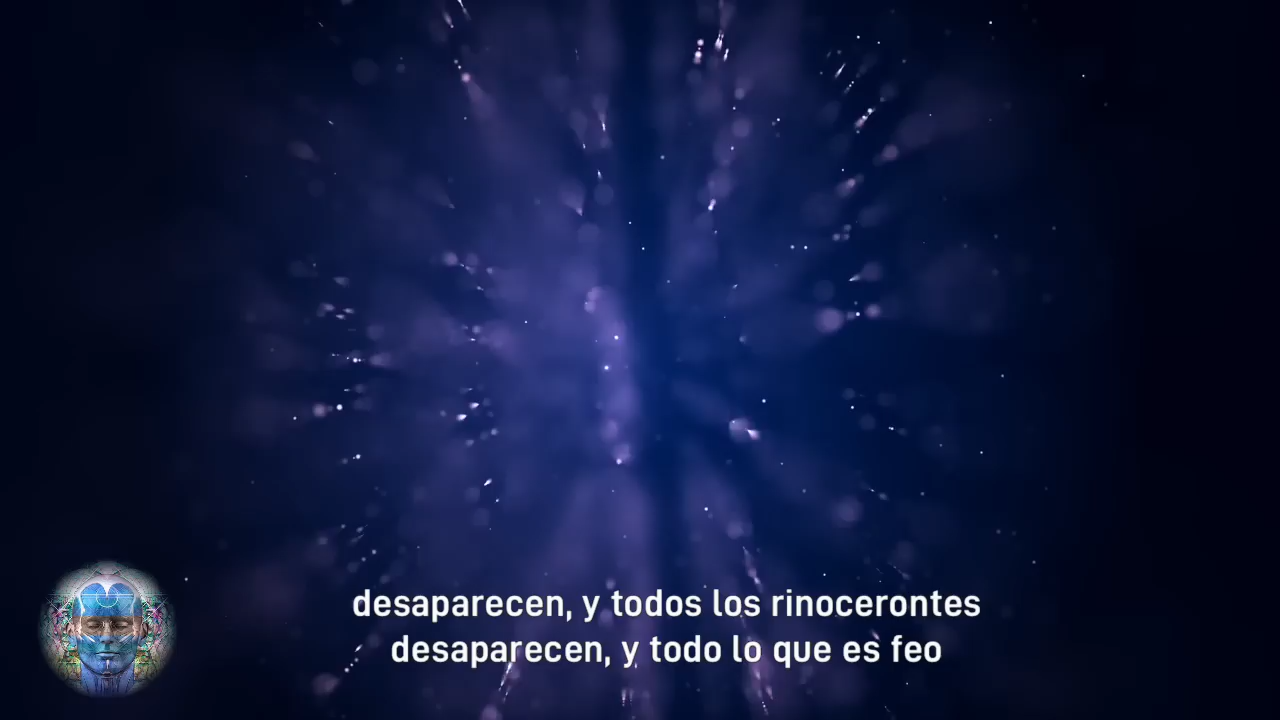 desaparecen, y todos los rinocerontes
desaparecen, y todo lo que es feo